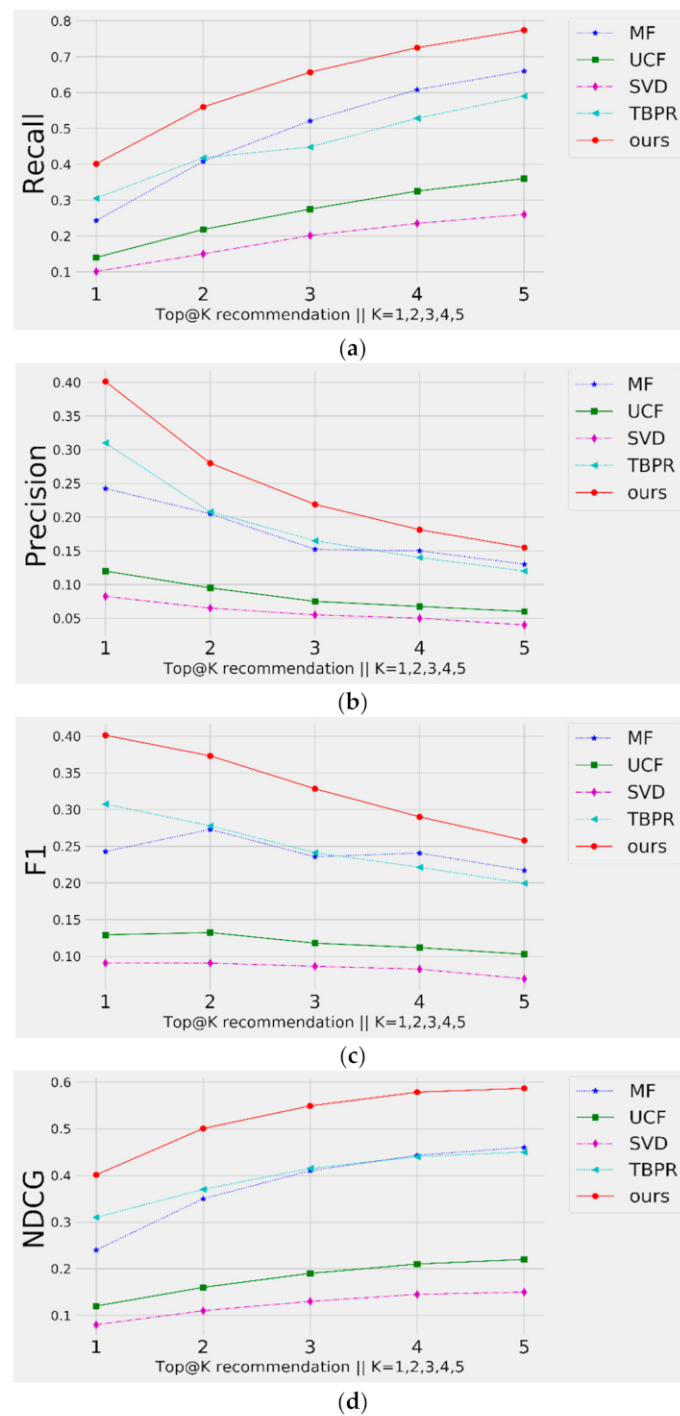 0.8
0.7
0.6
0.5
0.4
0.3
0.2
0.1
Recall
1 2 3 4 5
Top@K recommendation || K=1,2,3,4,5
MF
UCF
SVD
TBPR
ours
(a)
0.40
0.35
0.30
0.25
0.20
0.15
0.10
0.05
Precision
1 2 3 4 5
Top@K recommendation || K=1,2,3,4,5
MF
UCF
SVD
TBPR
ours
(b)
0.40
0.35
0.30
0.25
0.20
0.15
0.10
F1
1 2 3 4 5
Top@K recommendation || K=1,2,3,4,5
MF
UCF
SVD
TBPR
ours
(c)
0.6
0.5
0.4
0.3
0.2
0.1
NDCG
1 2 3 4 5
Top@K recommendation || K=1,2,3,4,5
MF
UCF
SVD
TBPR
ours
(d)